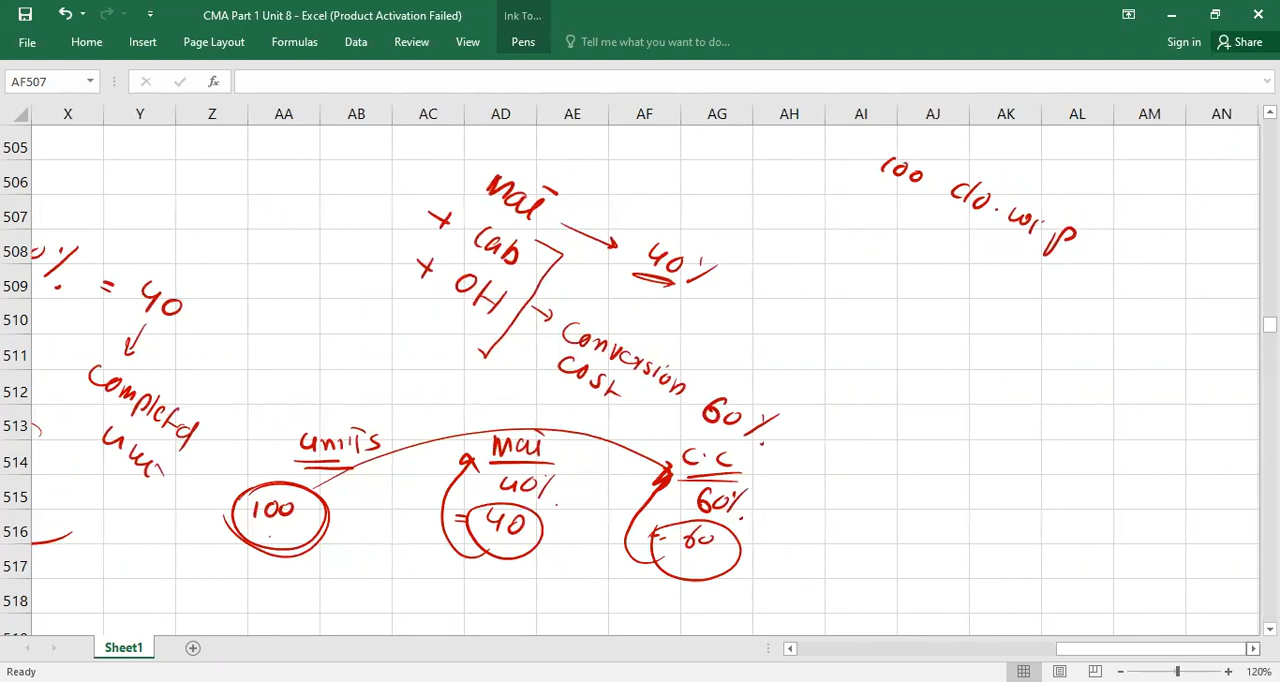 CMA Part 1 Unit 8 - Excel (Product Activation Failed)
Ink To...
File
Home
Insert
Page Layout
Formulas
Data
Review
View
Pens
Tell me what you want to do...
Sign in
Share
AF507
fx
X Y Z AA AB AC AD AE AF AG AH AI AJ AK AL AM AN
505
506
507
508
509
510
511
512
513
514
515
516
517
518
100 clo. wip
Mat
+ Lab
+ OH
40%
Conversion
cost
60%
0%
= 40
Completed
uni
units Mat C.C
40% 60%
100 = 40 = 60
Sheet1
Ready
120%